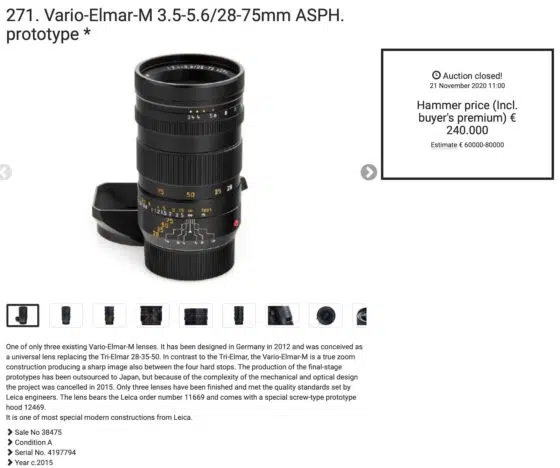 271. Vario-Elmar-M 3.5-5.6/28-75mm ASPH.
prototype *
Auction closed!
21 November 2020 11:00
Hammer price (Incl.
buyer's premium) €
240.000
Estimate € 60000-80000
75 50 35 28
One of only three existing Vario-Elmar-M lenses. It has been designed in Germany in 2012 and was conceived as
a universal lens replacing the Tri-Elmar 28-35-50. In contrast to the Tri-Elmar, the Vario-Elmar-M is a true zoom
construction producing a sharp image also between the four hard stops. The production of the final-stage
prototypes has been outsourced to Japan, but because of the complexity of the mechanical and optical design
the project was cancelled in 2015. Only three lenses have been finished and met the quality standards set by
Leica engineers. The lens bears the Leica order number 11669 and comes with a special screw-type prototype
hood 12469.
It is one of most special modern constructions from Leica.
Sale No 38475
Condition A
Serial No. 4197794
Year c.2015